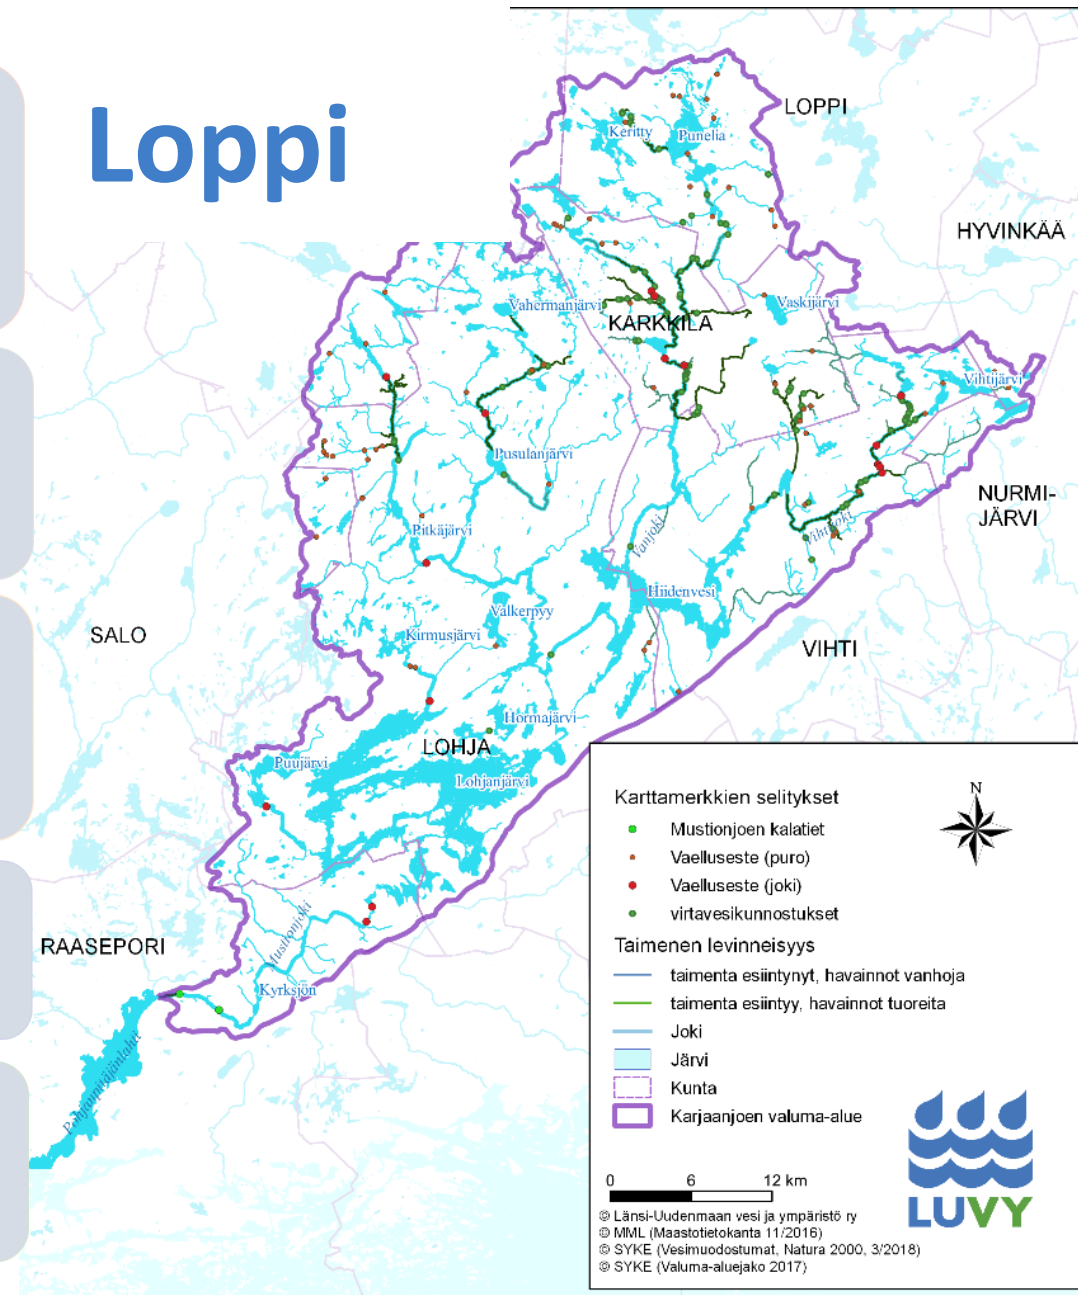 Loppi
LOPPI
Keritty
Punelia
HYVINKÄÄ
Vahermanjärvi
Vaskijärvi
KARKKILA
Vihtijärvi
Pusulanjärvi
NURMI-
JÄRVI
Pitkäjärvi
Vanjoki
Vihtijoki
Hiidenvesi
Valkerpyy
SALO
Kirmusjärvi
VIHTI
Hormajärvi
LOHJA
Puujärvi
Lohjanjärvi
Mustionjoki
RAASEPORI
Kyrksjön
Pohjanpitäjänlahti
Karttamerkkien selitykset
N
Mustionjoen kalatiet
Vaelluseste (puro)
Vaelluseste (joki)
virtavesikunnostukset
Taimenen levinneisyys
taimenta esiintynyt, havainnot vanhoja
taimenta esiintyy, havainnot tuoreita
Joki
Järvi
Kunta
Karjaanjoen valuma-alue
0 6 12 km
© Länsi-Uudenmaan vesi ja ympäristö ry
© MML (Maastotietokanta 11/2016)
© SYKE (Vesimuodostumat, Natura 2000, 3/2018)
© SYKE (Valuma-aluejako 2017)
LUVY